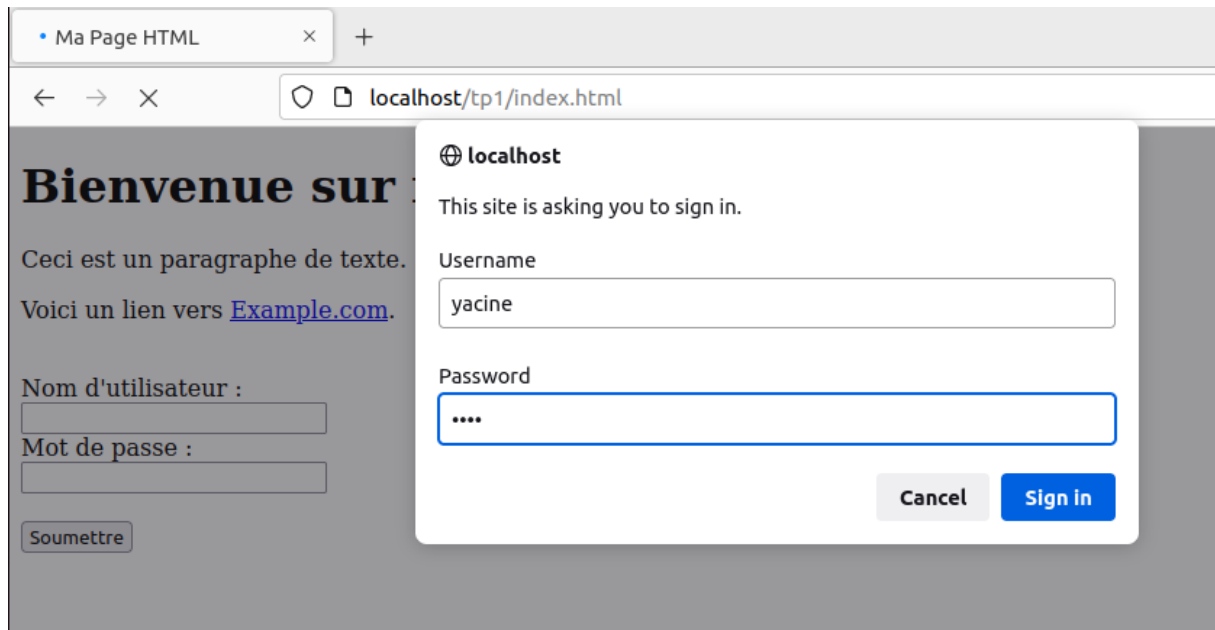 Ma Page HTML
localhost/tp1/index.html
localhost
This site is asking you to sign in.
Username
yacine
Password
••••
Cancel
Sign in
Bienvenue sur
Ceci est un paragraphe de texte.
Voici un lien vers Example.com.
Nom d'utilisateur :
Mot de passe :
Soumettre